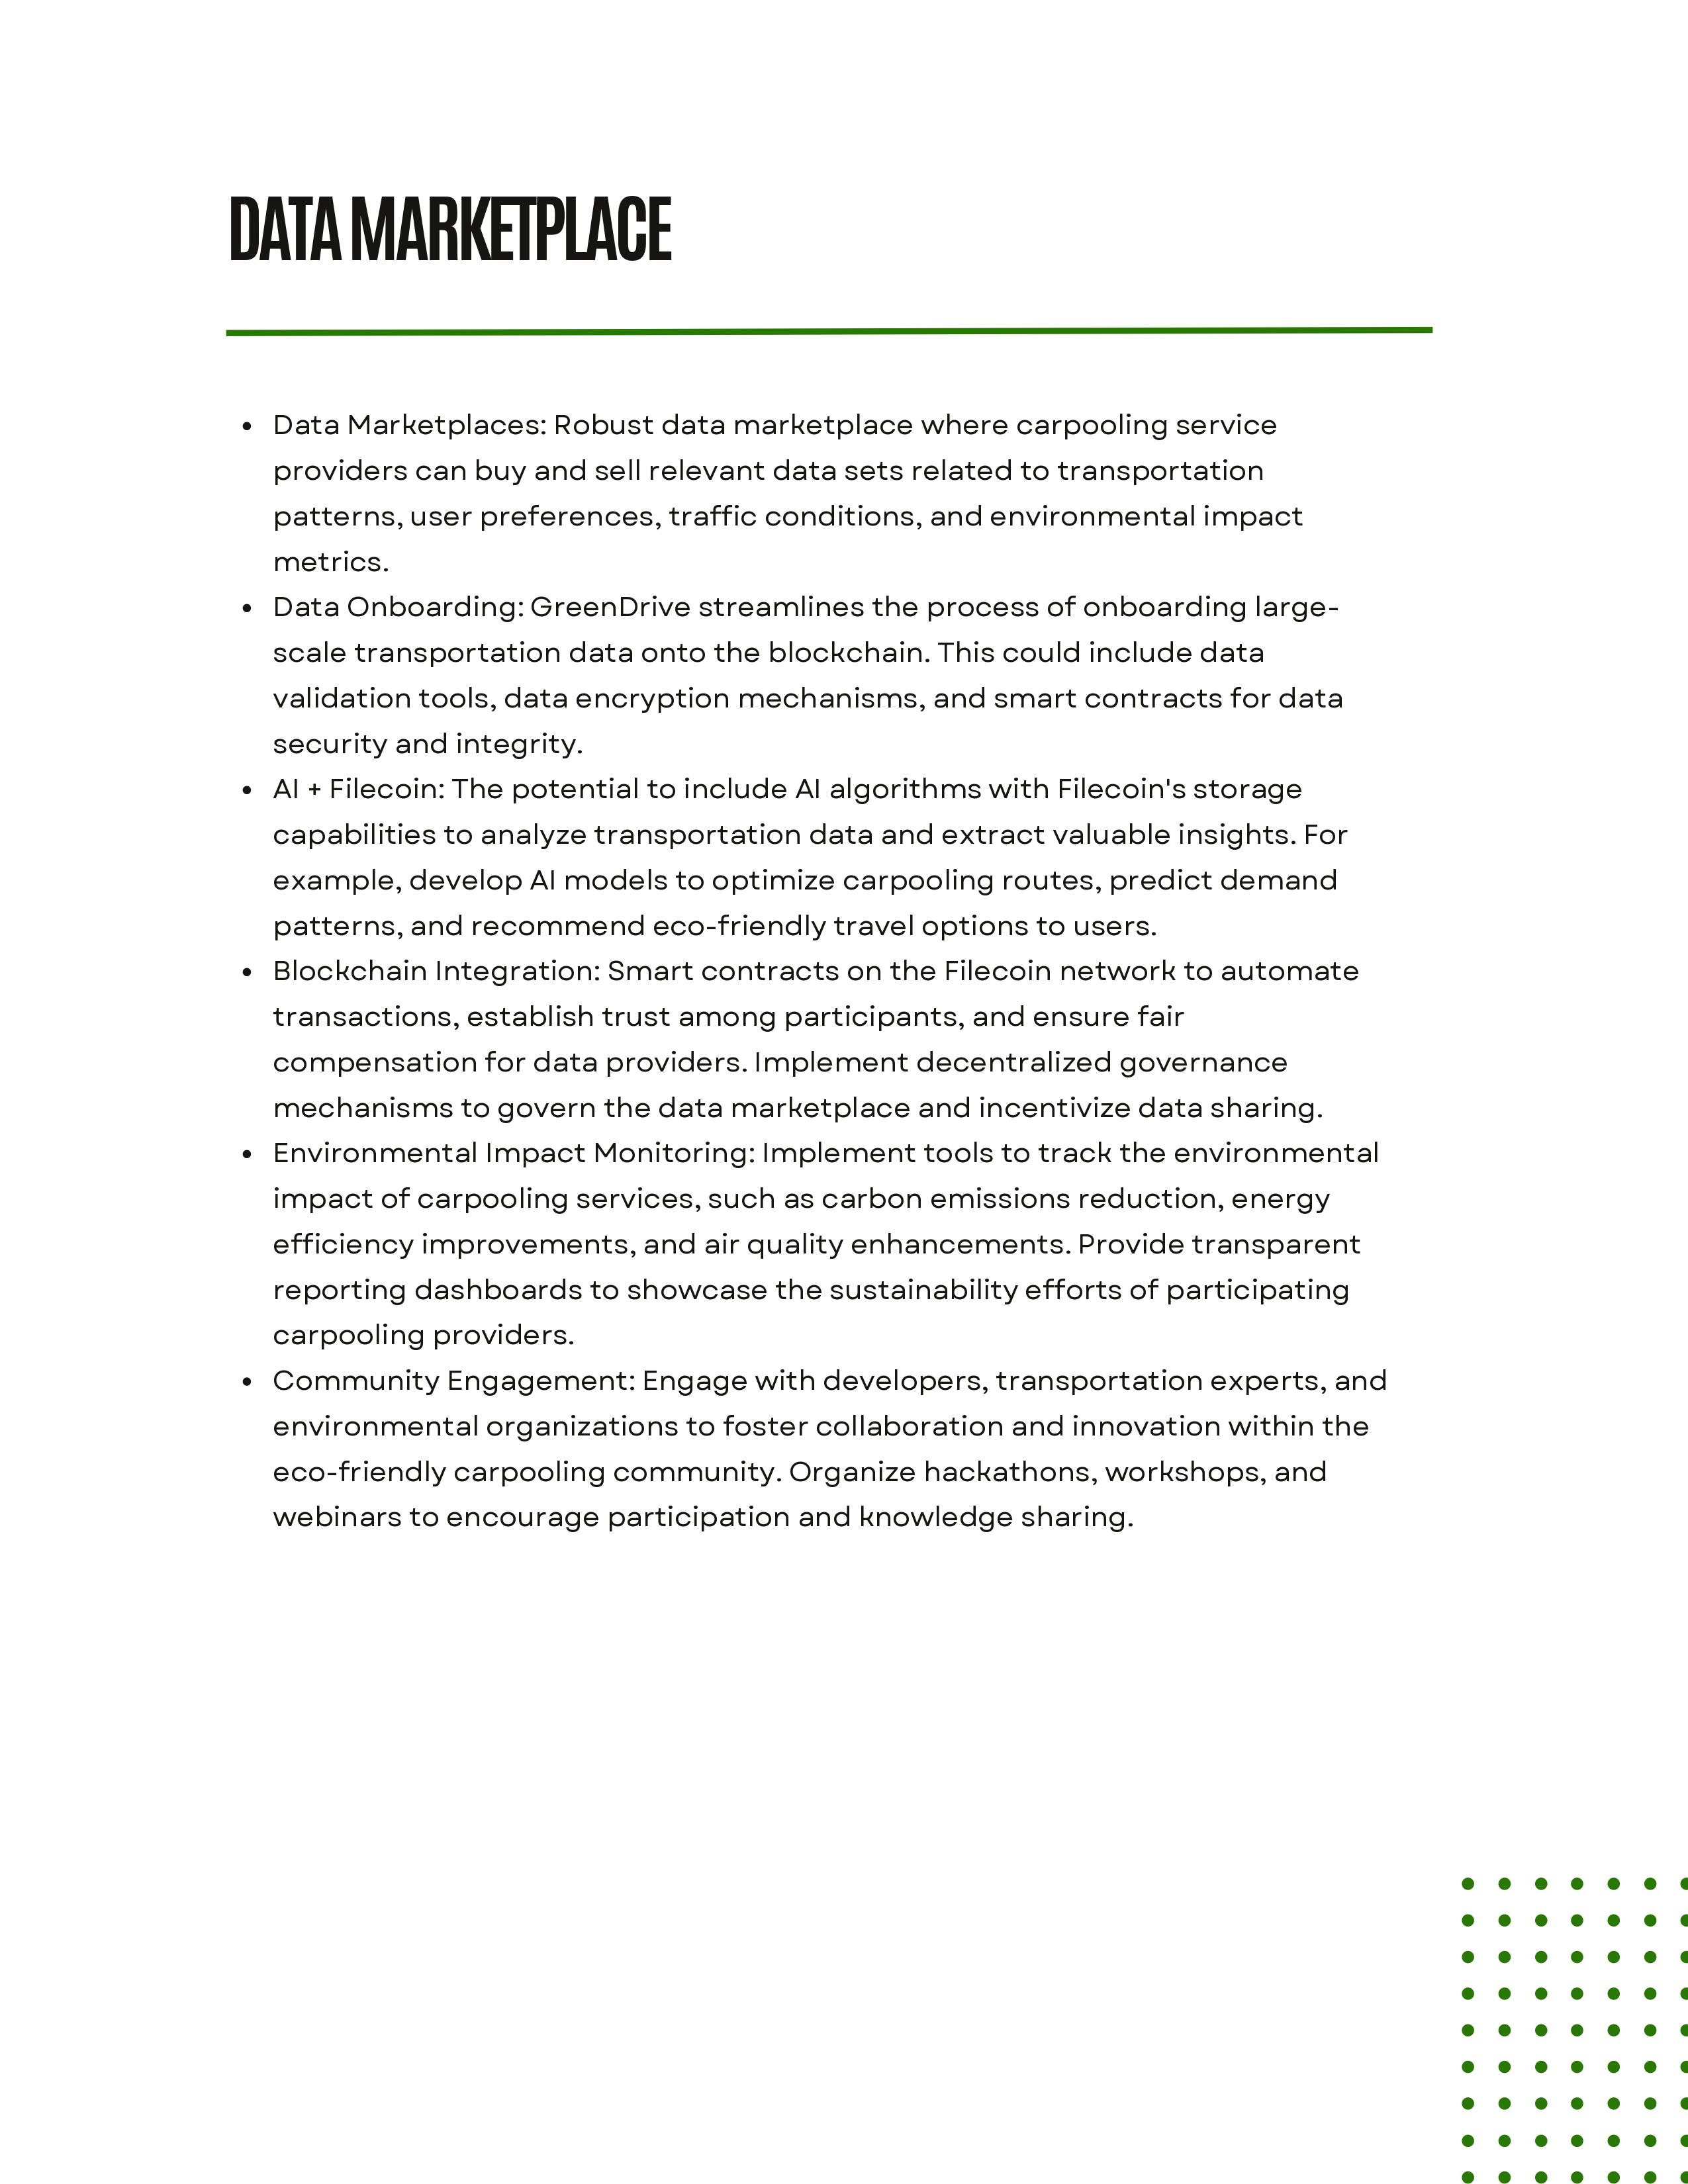 DATA MARKETPLACE
• Data Marketplaces: Robust data marketplace where carpooling service
providers can buy and sell relevant data sets related to transportation
patterns, user preferences, traffic conditions, and environmental impact
metrics.
• Data Onboarding: GreenDrive streamlines the process of onboarding large-
scale transportation data onto the blockchain. This could include data
validation tools, data encryption mechanisms, and smart contracts for data
security and integrity.
• AI + Filecoin: The potential to include AI algorithms with Filecoin's storage
capabilities to analyze transportation data and extract valuable insights. For
example, develop AI models to optimize carpooling routes, predict demand
patterns, and recommend eco-friendly travel options to users.
• Blockchain Integration: Smart contracts on the Filecoin network to automate
transactions, establish trust among participants, and ensure fair
compensation for data providers. Implement decentralized governance
mechanisms to govern the data marketplace and incentivize data sharing.
• Environmental Impact Monitoring: Implement tools to track the environmental
impact of carpooling services, such as carbon emissions reduction, energy
efficiency improvements, and air quality enhancements. Provide transparent
reporting dashboards to showcase the sustainability efforts of participating
carpooling providers.
• Community Engagement: Engage with developers, transportation experts, and
environmental organizations to foster collaboration and innovation within the
eco-friendly carpooling community. Organize hackathons, workshops, and
webinars to encourage participation and knowledge sharing.